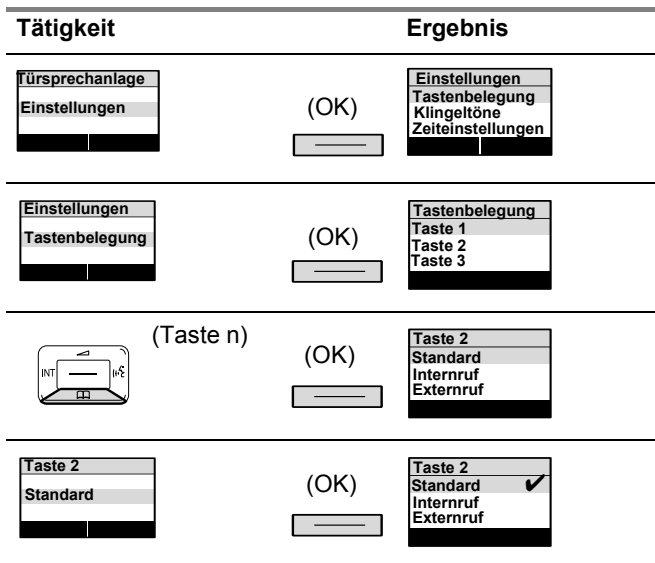 Tätigkeit Ergebnis
Türsprechanlage
Einstellungen
(OK)
Einstellungen
Tastenbelegung
Klingeltöne
Zeiteinstellungen
Einstellungen
Tastenbelegung
(OK)
Tastenbelegung
Taste 1
Taste 2
Taste 3
INT
(Taste n)
(OK)
Taste 2
Standard
Internruf
Externruf
Taste 2
Standard
(OK)
Taste 2
Standard ✔
Internruf
Externruf